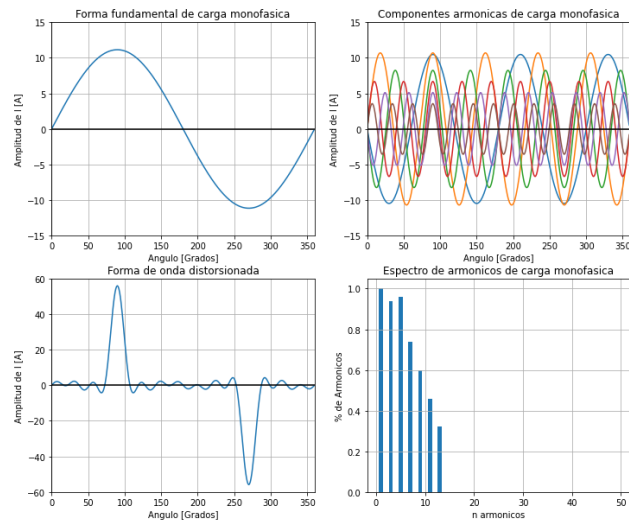 Forma fundamental de carga monofasica
15
10
5
0
−5
−10
−15
Amplitud de I [A]
0 50 100 150 200 250 300 350
Angulo [Grados]
Componentes armonicas de carga monofasica
15
10
5
0
−5
−10
−15
Amplitud de I [A]
0 50 100 150 200 250 300 350
Angulo [Grados]
Forma de onda distorsionada
60
40
20
0
−20
−40
−60
Amplitud de I [A]
0 50 100 150 200 250 300 350
Angulo [Grados]
Espectro de armonicos de carga monofasica
1.0
0.8
0.6
0.4
0.2
0.0
% de Armonicos
0 10 20 30 40 50
n armonicos